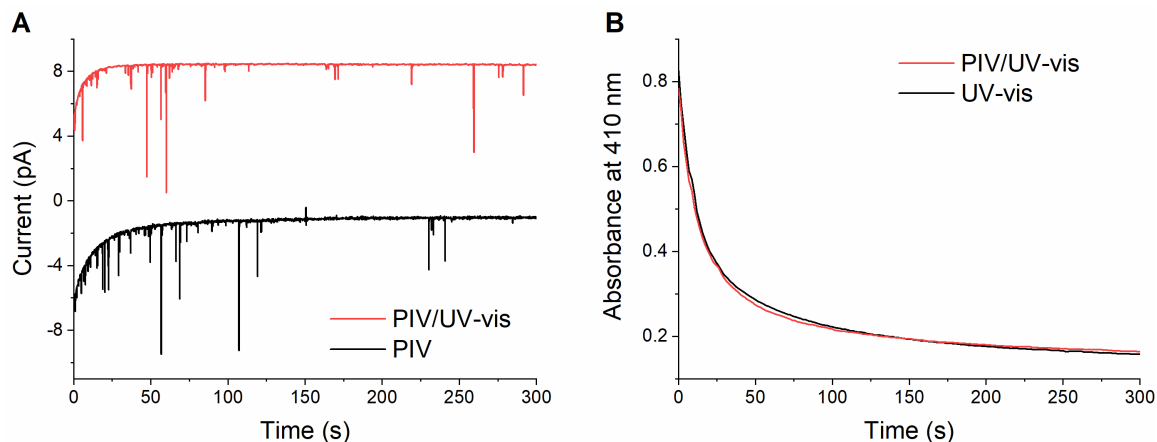 A
8
4
0
-4
-8
Current (pA)
PIV/UV-vis
PIV
0 50 100 150 200 250 300
Time (s)
B
0.8
0.6
0.4
0.2
Absorbance at 410 nm
PIV/UV-vis
UV-vis
0 50 100 150 200 250 300
Time (s)